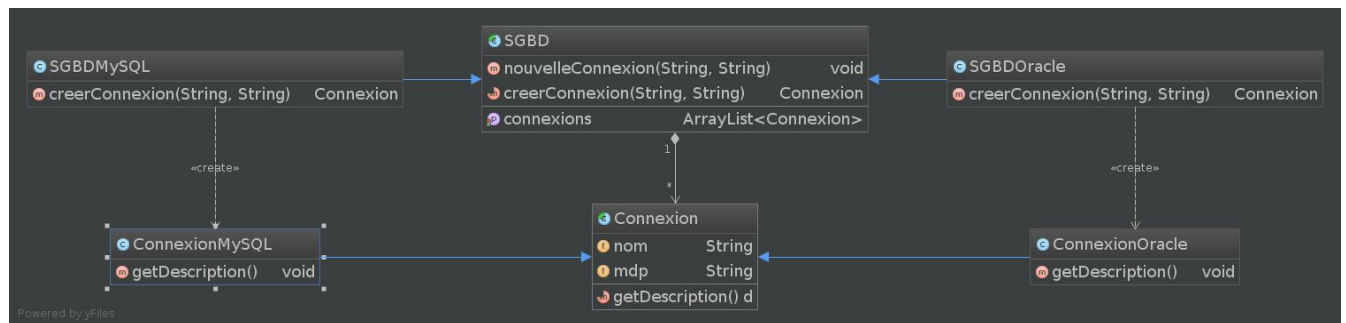 SGBD
nouvelleConnexion(String, String) void
creerConnexion(String, String) Connexion
connexions ArrayList<Connexion>
SGBDMySQL
creerConnexion(String, String) Connexion
SGBDOracle
creerConnexion(String, String) Connexion
1
*
«create»
«create»
ConnexionMySQL
getDescription() void
Connexion
nom String
mdp String
getDescription() d
ConnexionOracle
getDescription() void
Powered by yFiles